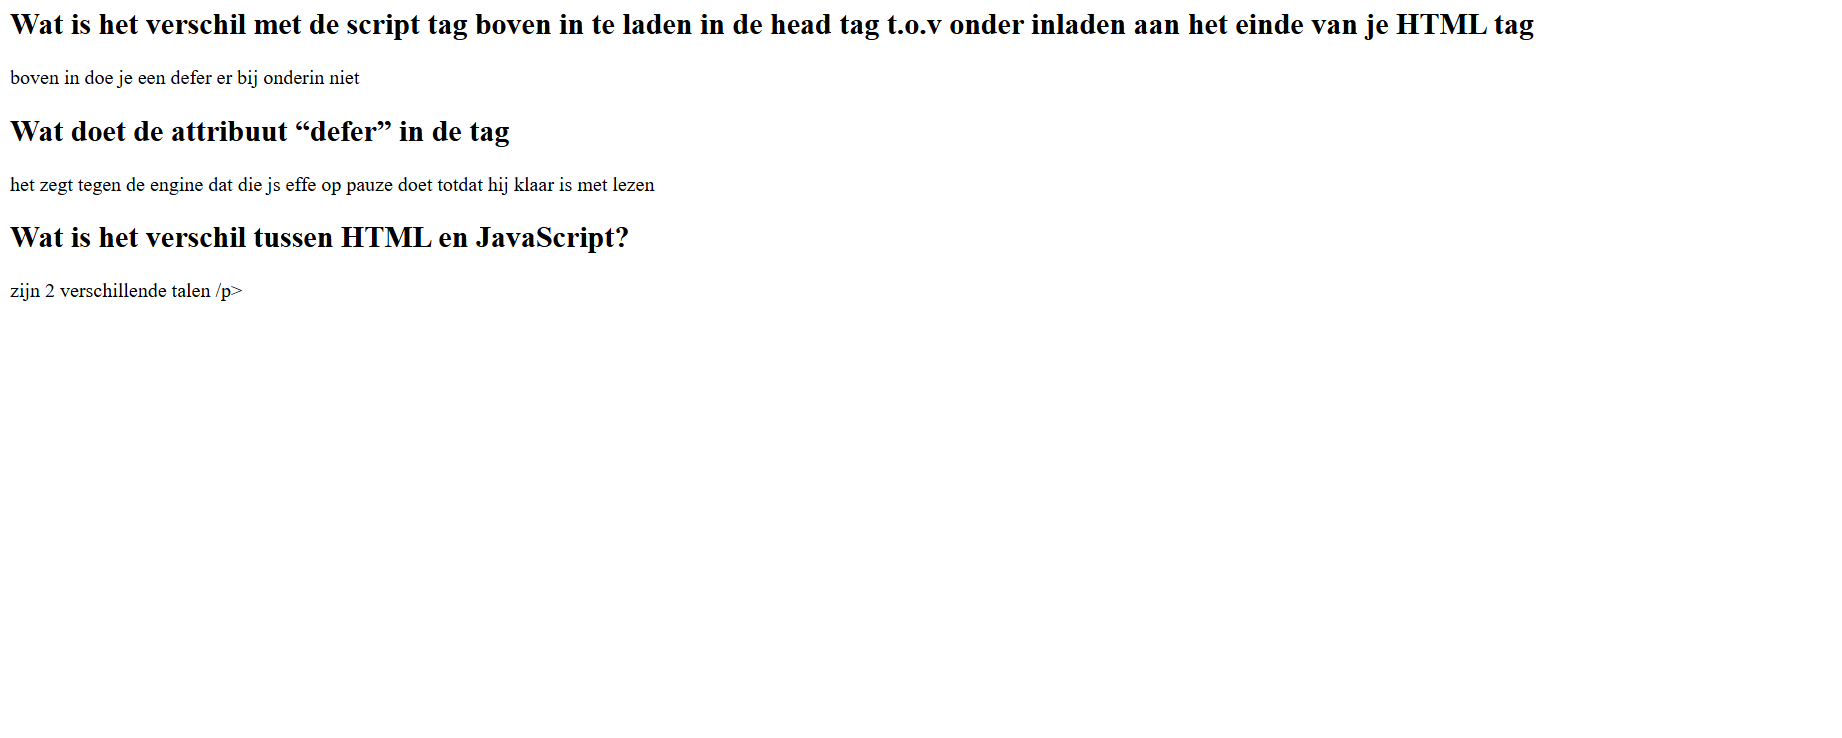 Wat is het verschil met de script tag boven in te laden in de head tag t.o.v onder inladen aan het einde van je HTML tag
boven in doe je een defer er bij onderin niet
Wat doet de attribuut “defer” in de tag
het zegt tegen de engine dat die js effe op pauze doet totdat hij klaar is met lezen
Wat is het verschil tussen HTML en JavaScript?
zijn 2 verschillende talen /p>